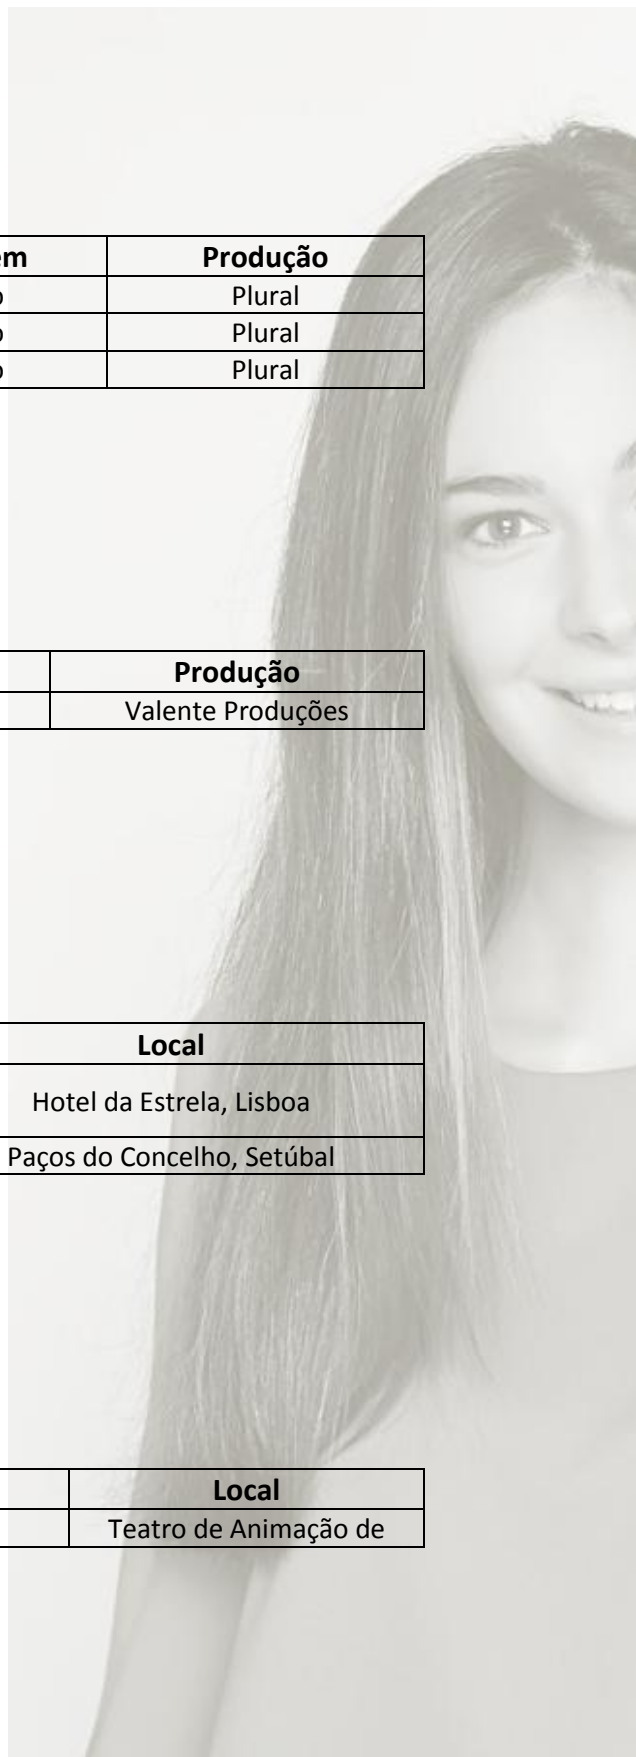 em Produção
o Plural
o Plural
o Plural
Produção
Valente Produções
Local
Hotel da Estrela, Lisboa
Paços do Concelho, Setúbal
Local
Teatro de Animação de